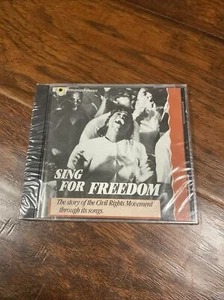 SING
FOR FREEDOM
The story of the Civil Rights Movement
through its songs.